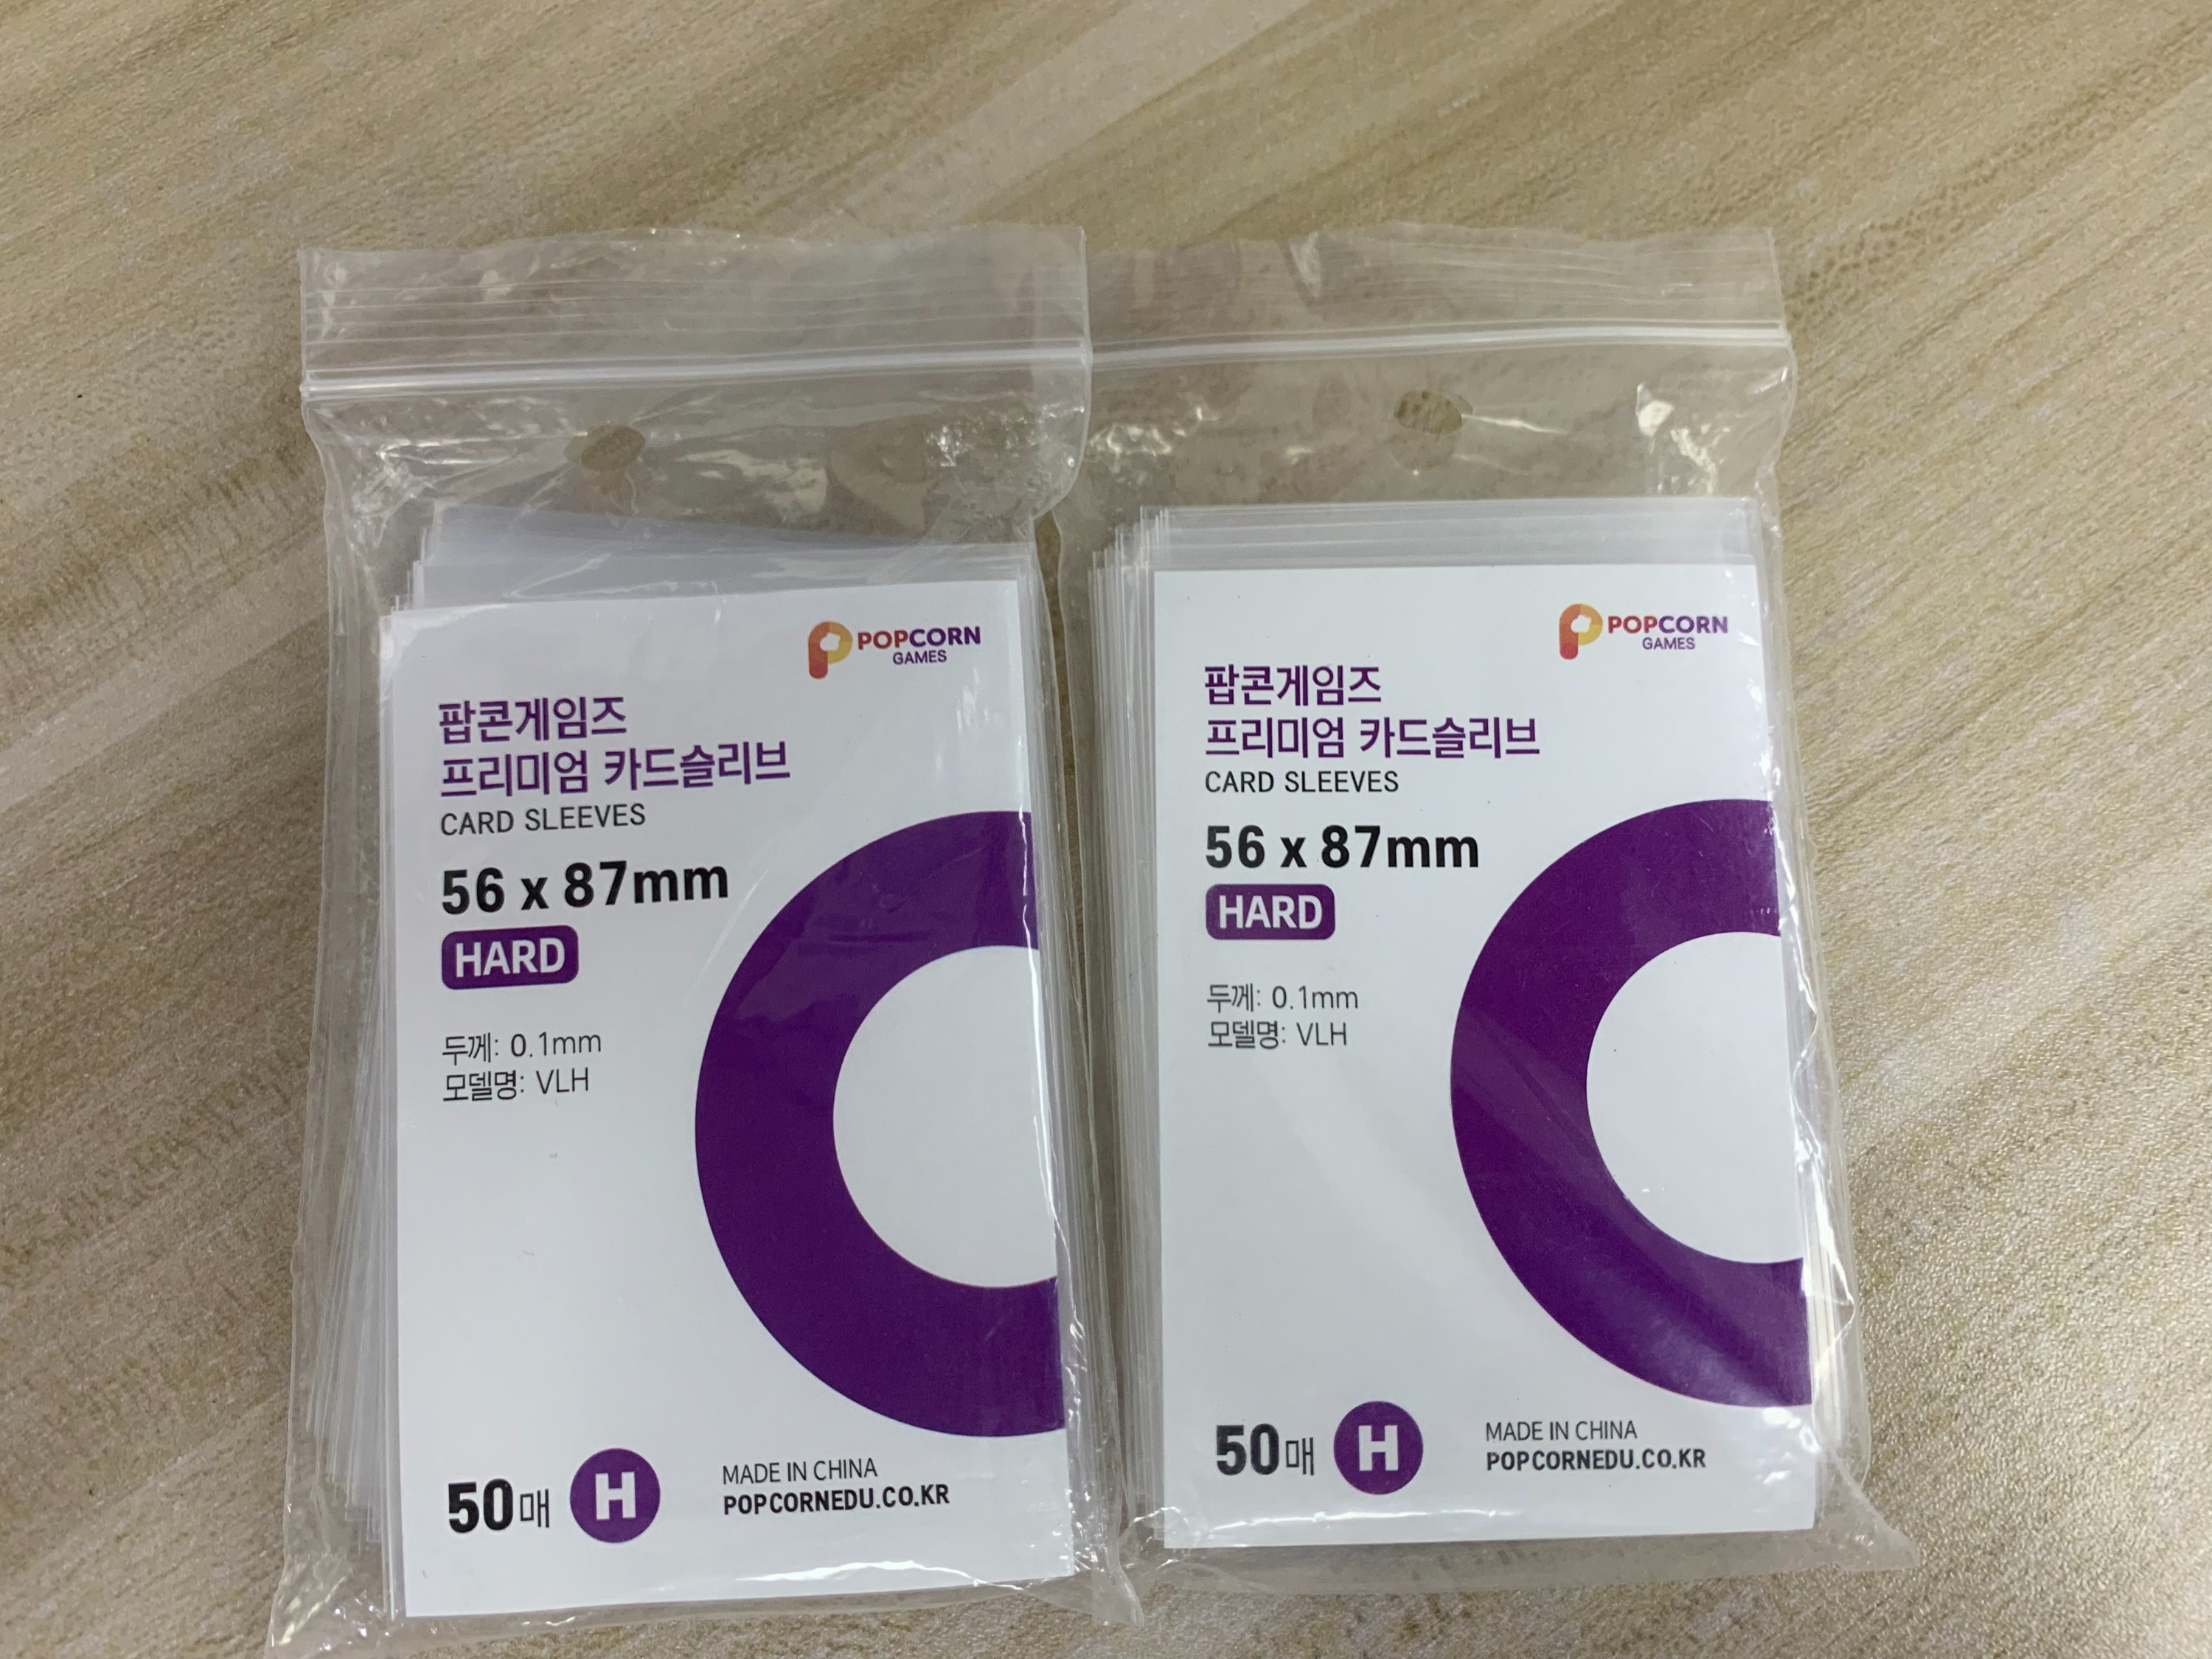 POPCORN
GAMES
팝콘게임즈
프리미엄 카드슬리브
CARD SLEEVES
56 x 87mm
HARD
두께: 0.1mm
모델명: VLH
50매
H
MADE IN CHINA
POPCORNEDU.CO.KR
POPCORN
GAMES
팝콘게임즈
프리미엄 카드슬리브
CARD SLEEVES
56 x 87mm
HARD
두께: 0.1mm
모델명: VLH
50매
H
MADE IN CHINA
POPCORNEDU.CO.KR